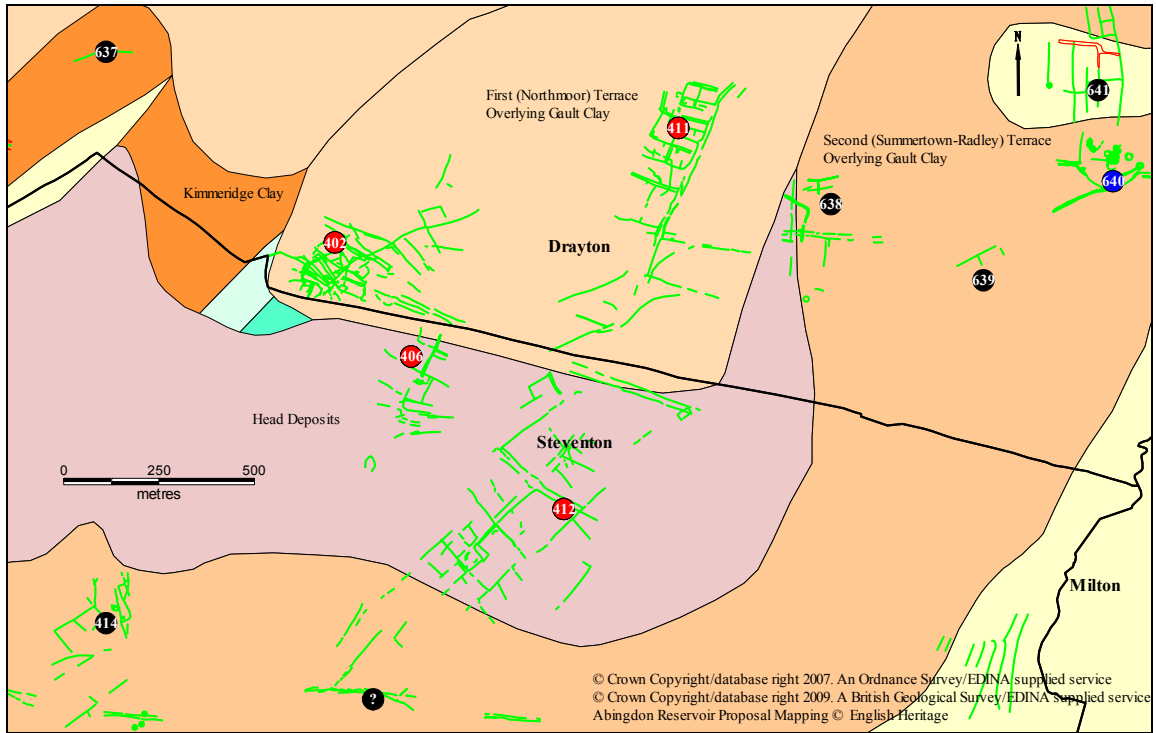 637
N
641
First (Northmoor) Terrace
Overlying Gault Clay
411
Second (Summertown-Radley) Terrace
Overlying Gault Clay
640
Kimmeridge Clay
638
402
Drayton
639
406
Head Deposits
Steventon
0 250 500
metres
412
Milton
414
?
© Crown Copyright/database right 2007. An Ordnance Survey/EDINA supplied service
© Crown Copyright/database right 2009. A British Geological Survey/EDINA supplied service
Abingdon Reservoir Proposal Mapping © English Heritage